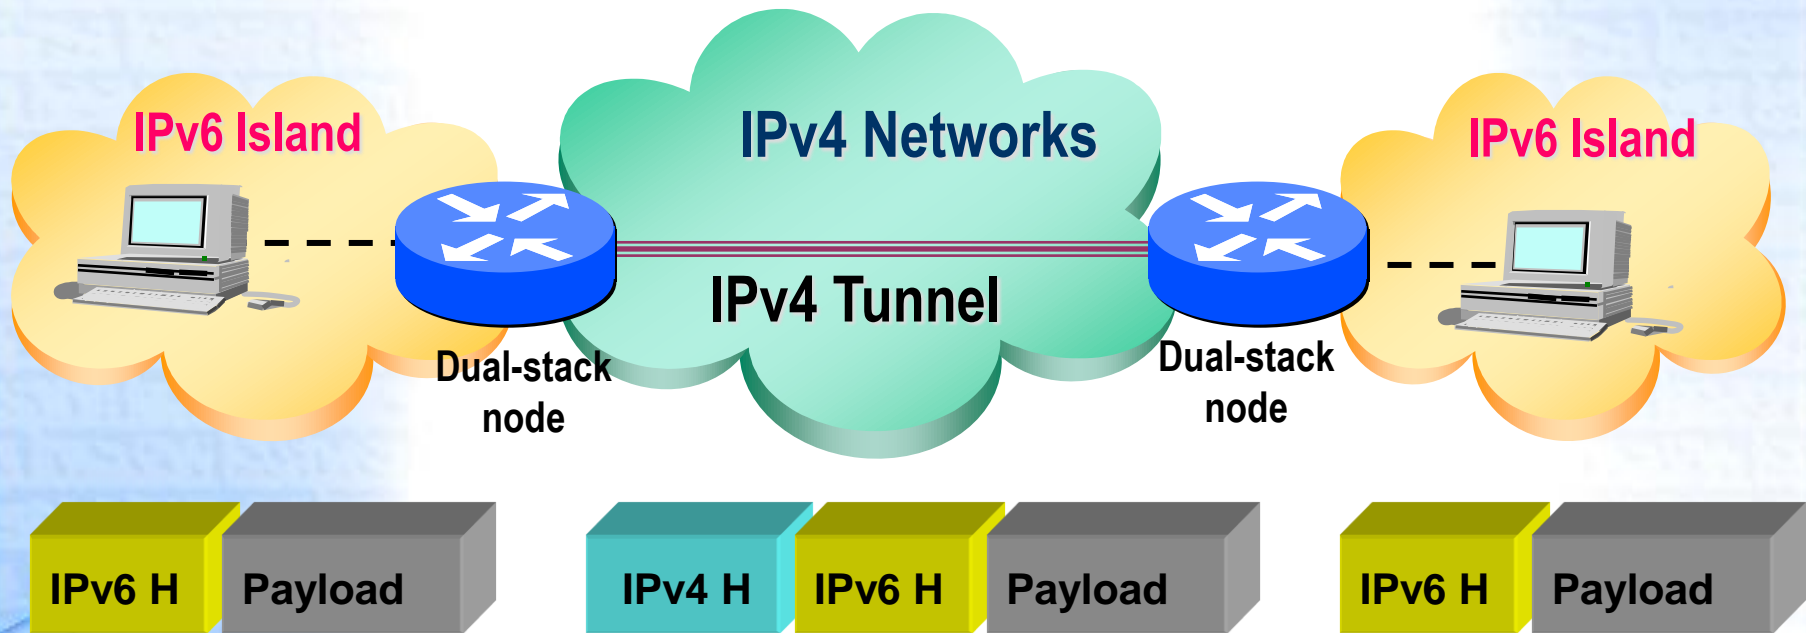 IPv6 Island
IPv4 Networks
IPv6 Island
IPv4 Tunnel
Dual-stack
node
Dual-stack
node
IPv6 H
Payload
IPv4 H
IPv6 H
Payload
IPv6 H
Payload